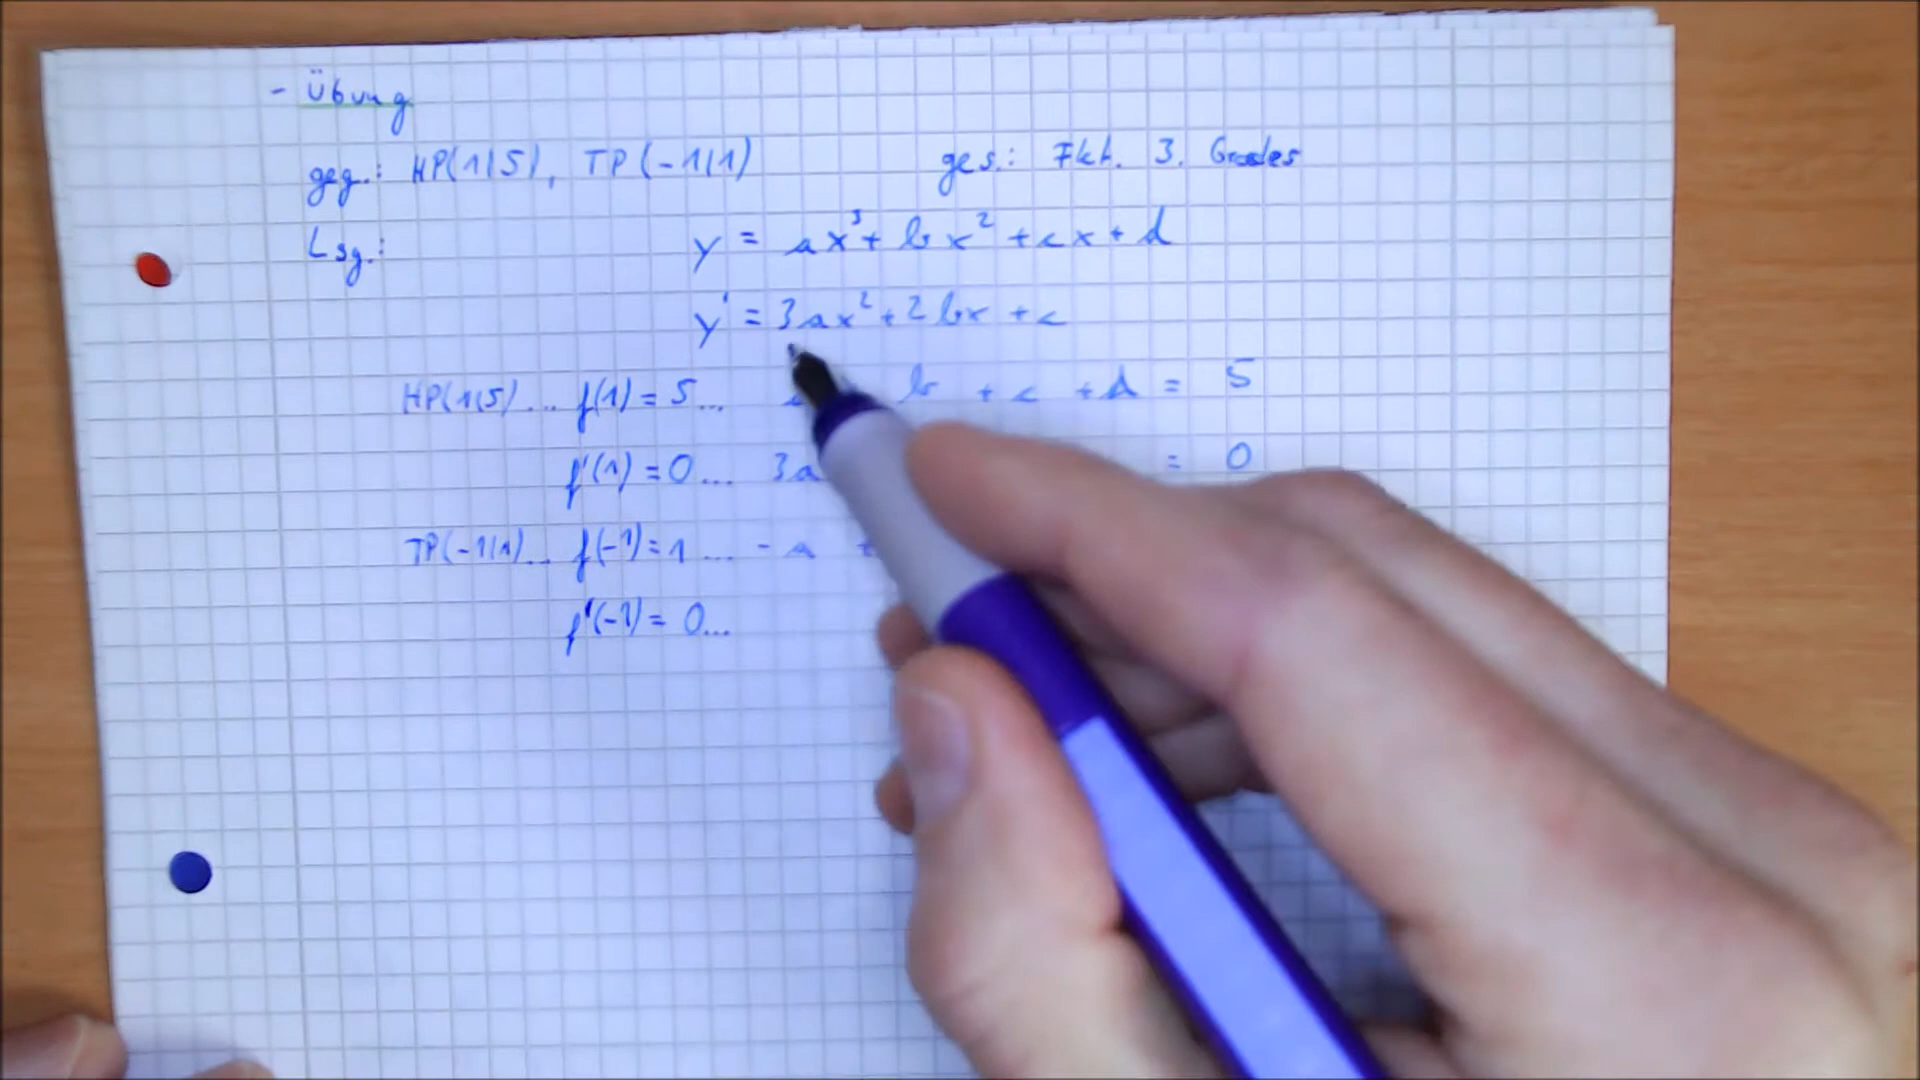 - Übung
geg.: HP(1|5), TP(-1|1) ges.: Fkt. 3. Grades
Lsg.: y = ax³ + bx² + cx + d
y' = 3ax² + 2bx + c
HP(1|5)... f(1) = 5... b + c + d = 5
f'(1) = 0... 3a = 0
TP(-1|1)... f(-1) = 1... - a +
f'(-1) = 0...